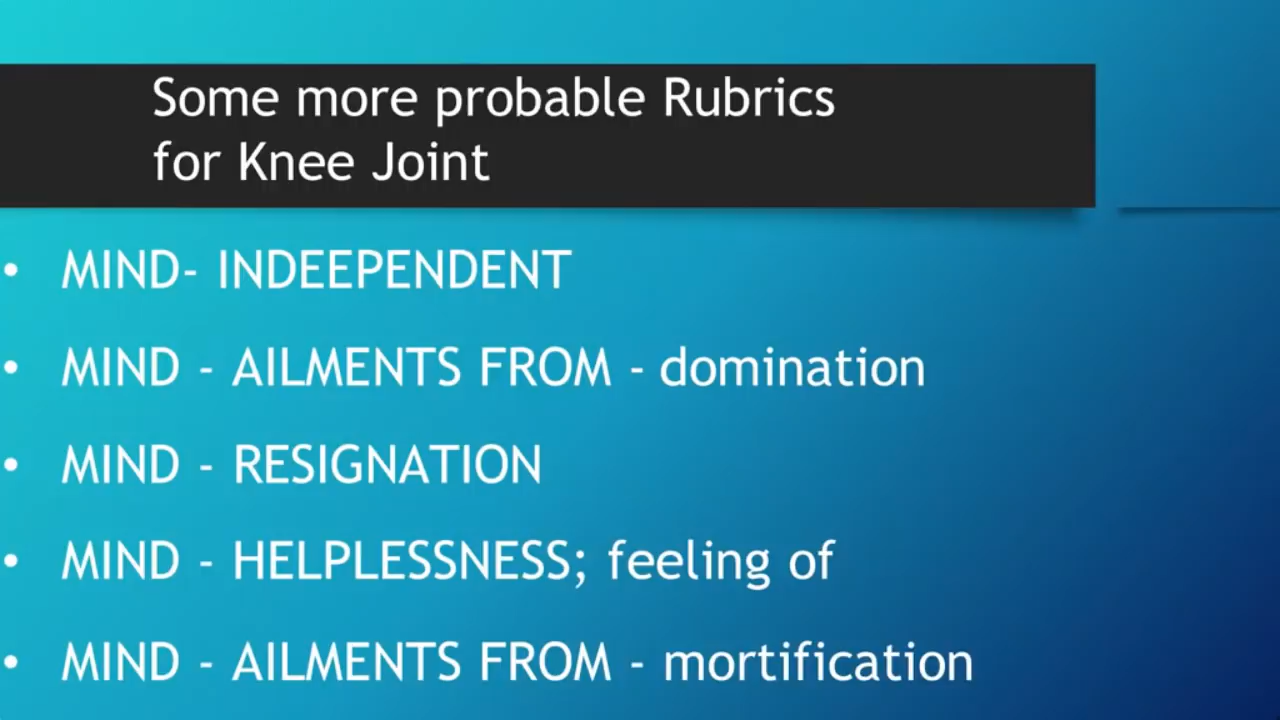 Some more probable Rubrics
for Knee Joint
• MIND- INDEEPENDENT
• MIND - AILMENTS FROM - domination
• MIND - RESIGNATION
• MIND - HELPLESSNESS; feeling of
• MIND - AILMENTS FROM - mortification